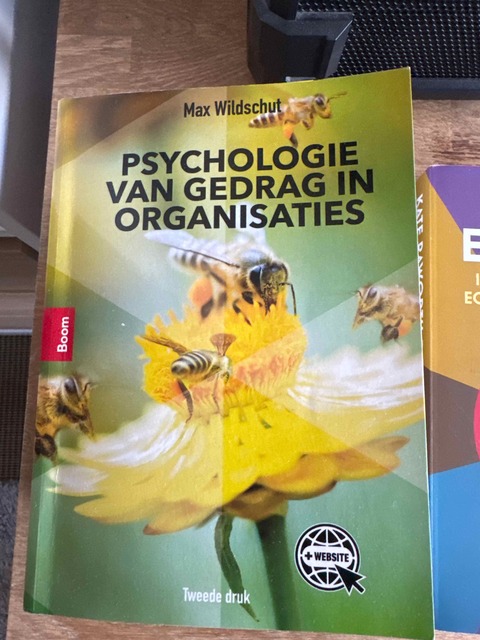 Max Wildschut
PSYCHOLOGIE
VAN GEDRAG IN
ORGANISATIES
Boom
+ WEBSITE
Tweede druk